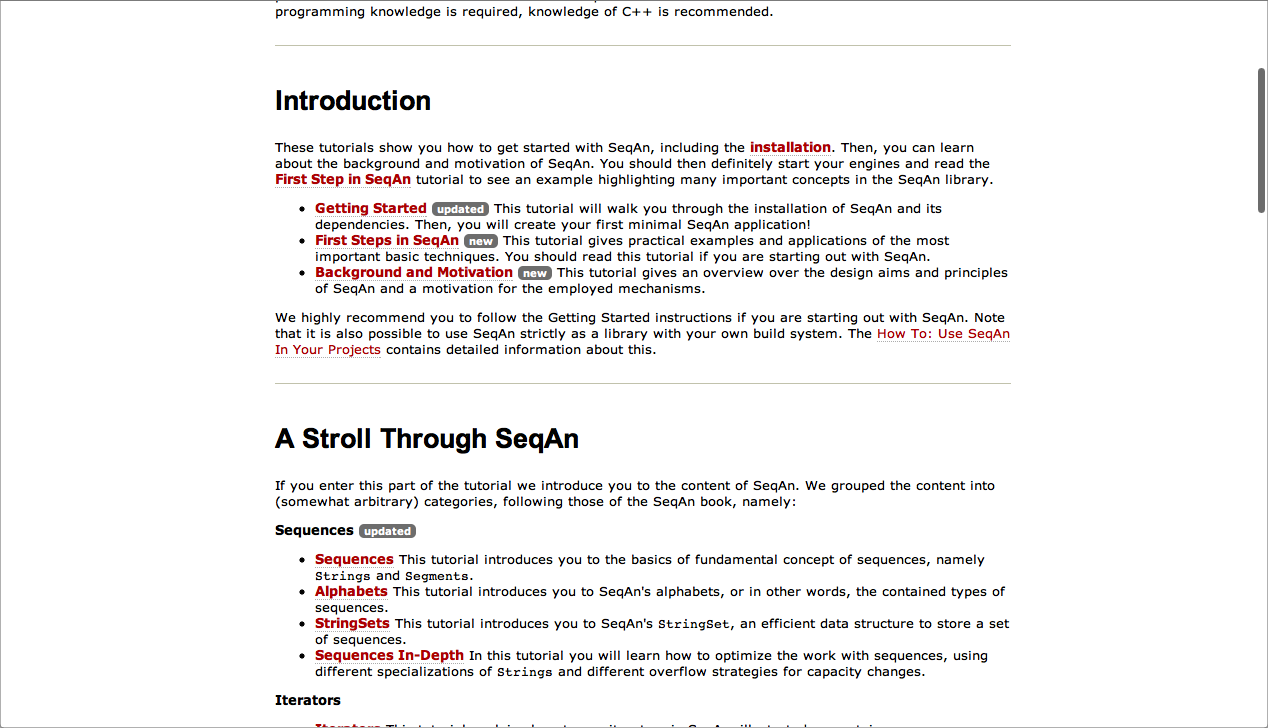 programming knowledge is required, knowledge of C++ is recommended.
Introduction
These tutorials show you how to get started with SeqAn, including the installation. Then, you can learn
about the background and motivation of SeqAn. You should then definitely start your engines and read the
First Step in SeqAn tutorial to see an example highlighting many important concepts in the SeqAn library.
• Getting Started updated This tutorial will walk you through the installation of SeqAn and its
dependencies. Then, you will create your first minimal SeqAn application!
• First Steps in SeqAn new This tutorial gives practical examples and applications of the most
important basic techniques. You should read this tutorial if you are starting out with SeqAn.
• Background and Motivation new This tutorial gives an overview over the design aims and principles
of SeqAn and a motivation for the employed mechanisms.
We highly recommend you to follow the Getting Started instructions if you are starting out with SeqAn. Note
that it is also possible to use SeqAn strictly as a library with your own build system. The How To: Use SeqAn
In Your Projects contains detailed information about this.
A Stroll Through SeqAn
If you enter this part of the tutorial we introduce you to the content of SeqAn. We grouped the content into
(somewhat arbitrary) categories, following those of the SeqAn book, namely:
Sequences updated
• Sequences This tutorial introduces you to the basics of fundamental concept of sequences, namely
Strings and Segments.
• Alphabets This tutorial introduces you to SeqAn's alphabets, or in other words, the contained types of
sequences.
• StringSets This tutorial introduces you to SeqAn's StringSet, an efficient data structure to store a set
of sequences.
• Sequences In-Depth In this tutorial you will learn how to optimize the work with sequences, using
different specializations of Strings and different overflow strategies for capacity changes.
Iterators